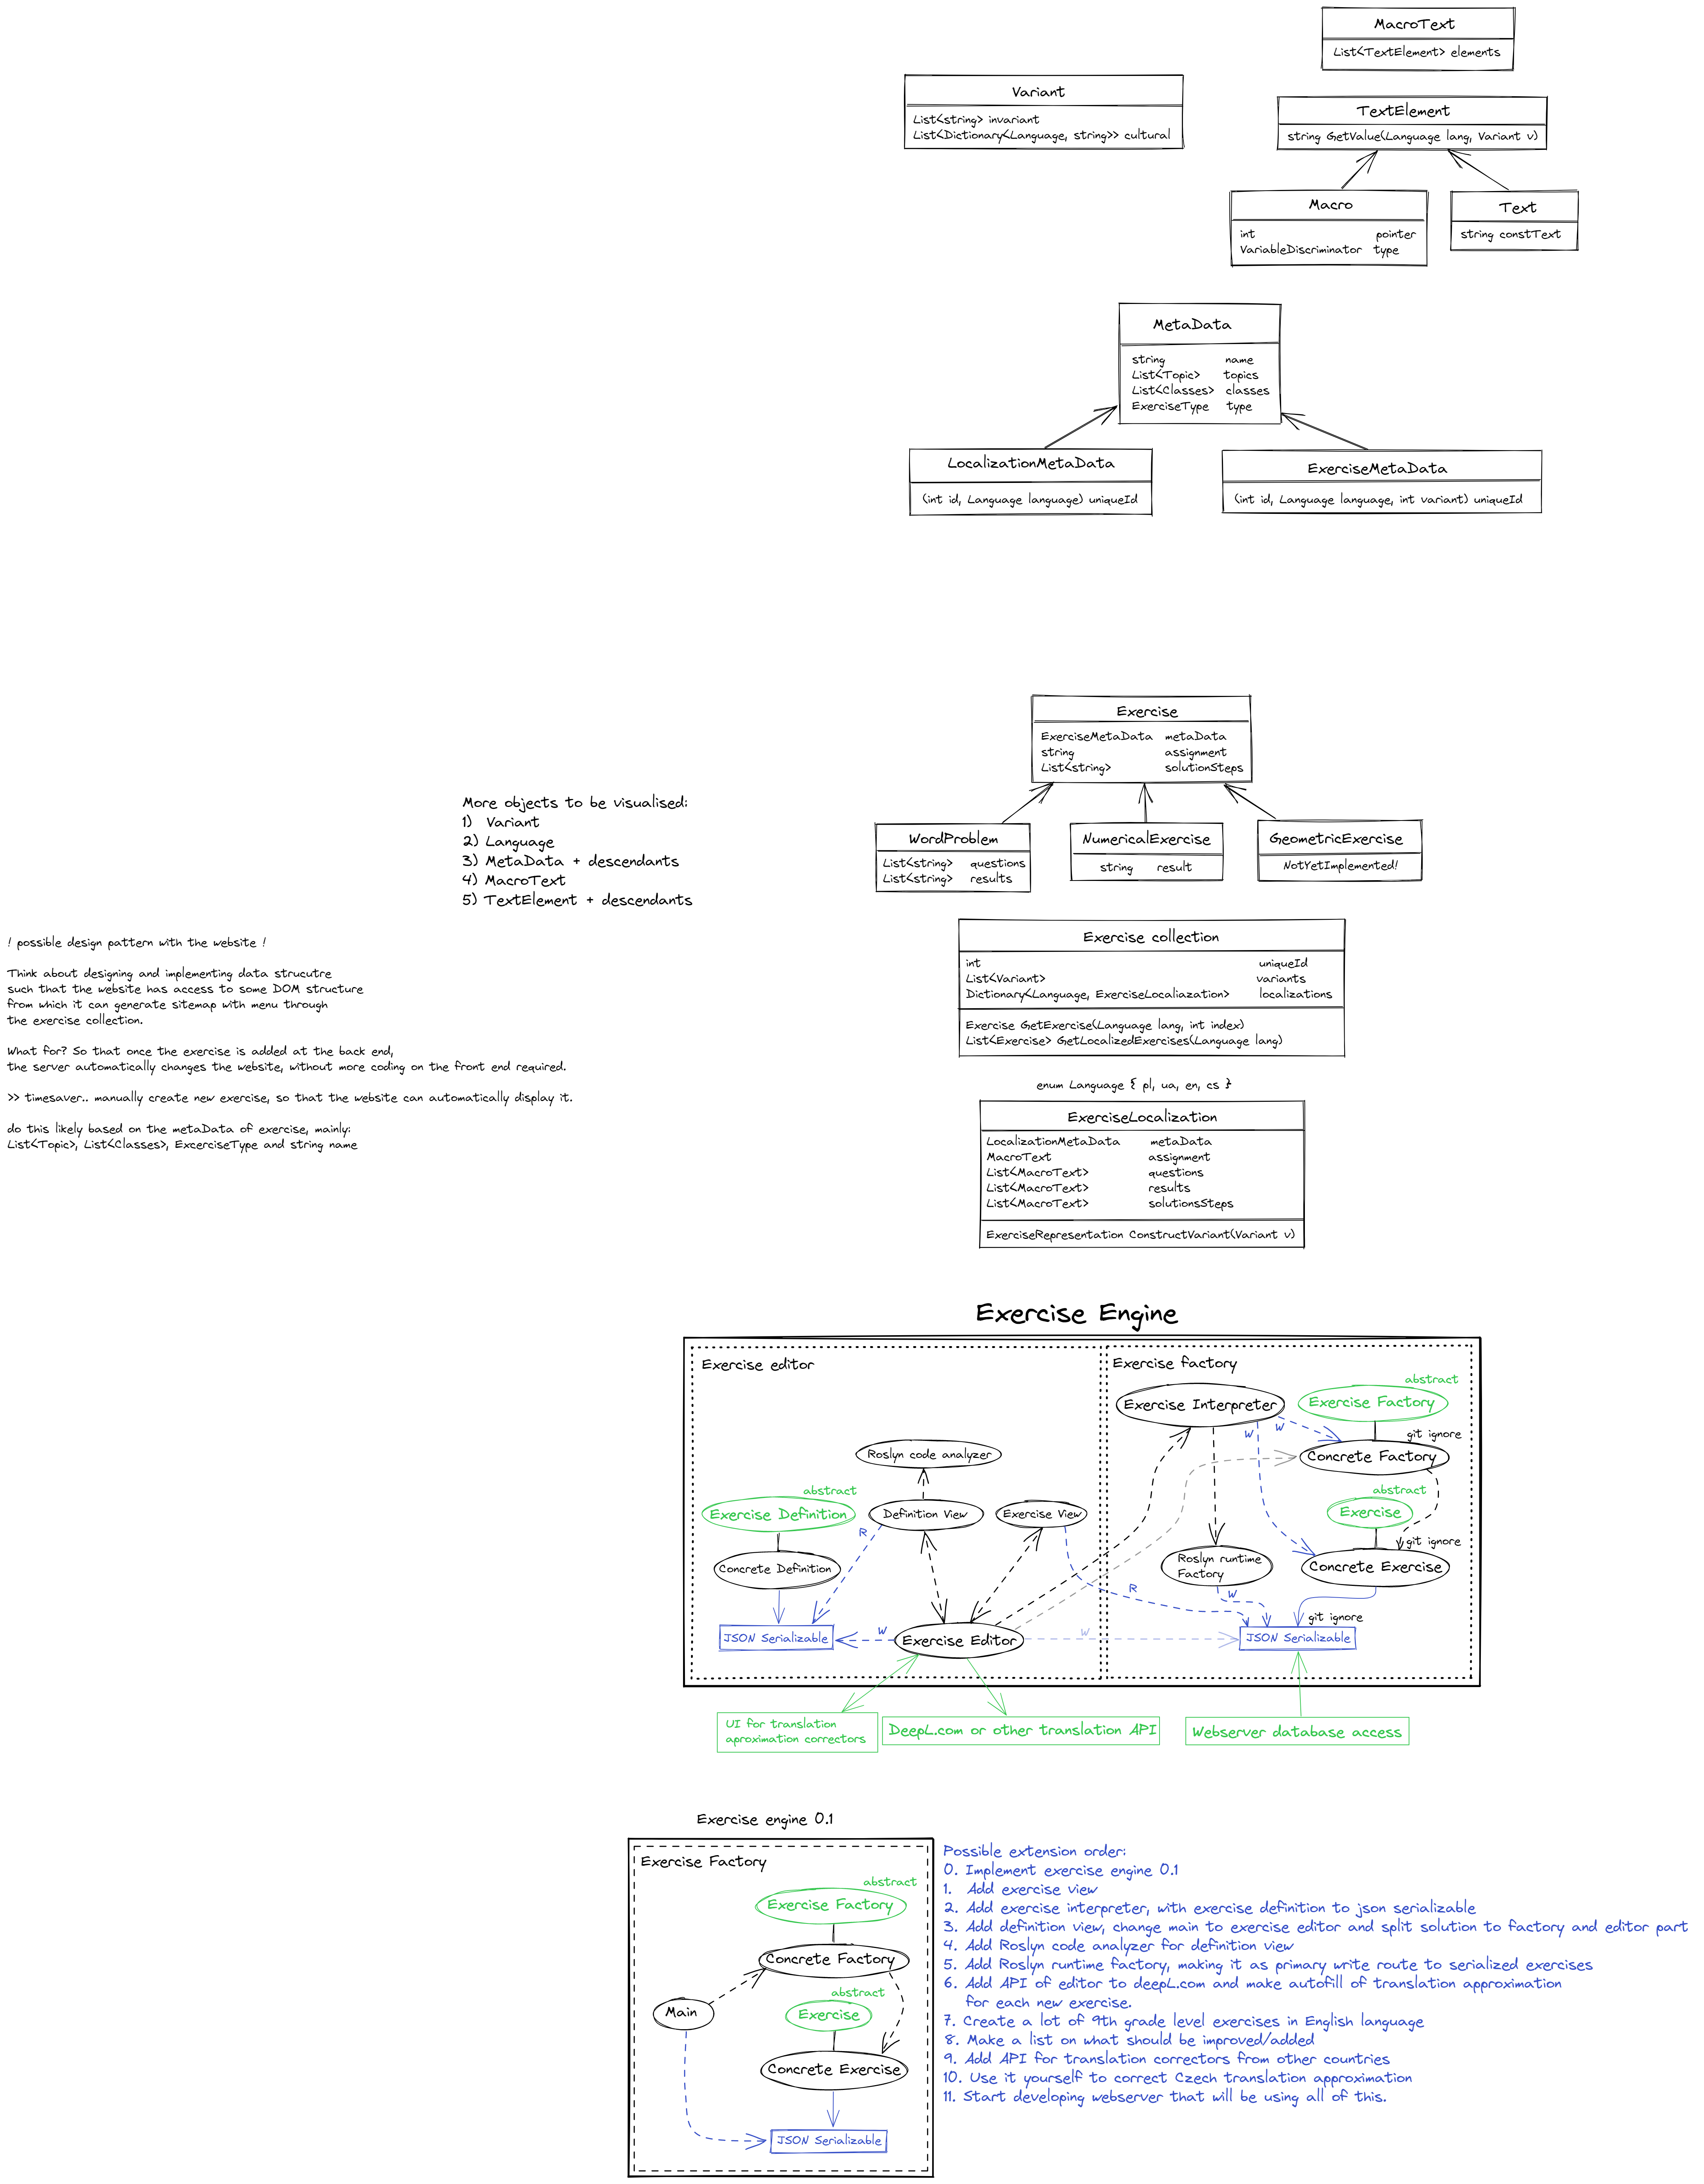 MacroText
List<TextElement> elements
Variant
List<string> invariant
List<Dictionary<Language, string>> cultural
TextElement
string GetValue(Language lang, Variant v)
Macro
int pointer
VariableDiscriminator type
Text
string constText
MetaData
string name
List<Topic> topics
List<Classes> classes
ExerciseType type
LocalizationMetaData
(int id, Language language) uniqueId
ExerciseMetaData
(int id, Language language, int variant) uniqueId
Exercise
ExerciseMetaData metaData
string assignment
List<string> solutionSteps
WordProblem
List<string> questions
List<string> results
NumericalExercise
string result
GeometricExercise
NotYetImplemented!
More objects to be visualised:
1) Variant
2) Language
3) MetaData + descendants
4) MacroText
5) TextElement + descendants
! possible design pattern with the website !
Think about designing and implementing data strucutre
such that the website has access to some DOM structure
from which it can generate sitemap with menu through
the exercise collection.
What for? So that once the exercise is added at the back end,
the server automatically changes the website, without more coding on the front end required.
>> timesaver.. manually create new exercise, so that the website can automatically display it.
do this likely based on the metaData of exercise, mainly:
List<Topic>, List<Classes>, ExcerciseType and string name
Exercise collection
int uniqueId
List<Variant> variants
Dictionary<Language, ExerciseLocaliazation> localizations
Exercise GetExercise(Language lang, int index)
List<Exercise> GetLocalizedExercises(Language lang)
enum Language { pl, ua, en, cs }
ExerciseLocalization
LocalizationMetaData metaData
MacroText assignment
List<MacroText> questions
List<MacroText> results
List<MacroText> solutionsSteps
ExerciseRepresentation ConstructVariant(Variant v)
Exercise Engine
Exercise editor
Roslyn code analyzer
abstract
Exercise Definition
Definition View
Exercise View
R
Concrete Definition
JSON Serializable
W
Exercise Editor
W
R
Exercise factory
abstract
Exercise Interpreter
Exercise Factory
W
W
git ignore
Concrete Factory
abstract
Exercise
git ignore
Roslyn runtime
Factory
Concrete Exercise
W
git ignore
JSON Serializable
UI for translation
aproximation correctors
DeepL.com or other translation API
Webserver database access
Exercise engine 0.1
Exercise Factory
abstract
Exercise Factory
Concrete Factory
abstract
Main
Exercise
Concrete Exercise
JSON Serializable
Possible extension order:
0. Implement exercise engine 0.1
1. Add exercise view
2. Add exercise interpreter, with exercise definition to json serializable
3. Add definition view, change main to exercise editor and split solution to factory and editor part
4. Add Roslyn code analyzer for definition view
5. Add Roslyn runtime factory, making it as primary write route to serialized exercises
6. Add API of editor to deepL.com and make autofill of translation approximation
for each new exercise.
7. Create a lot of 9th grade level exercises in English language
8. Make a list on what should be improved/added
9. Add API for translation correctors from other countries
10. Use it yourself to correct Czech translation approximation
11. Start developing webserver that will be using all of this.